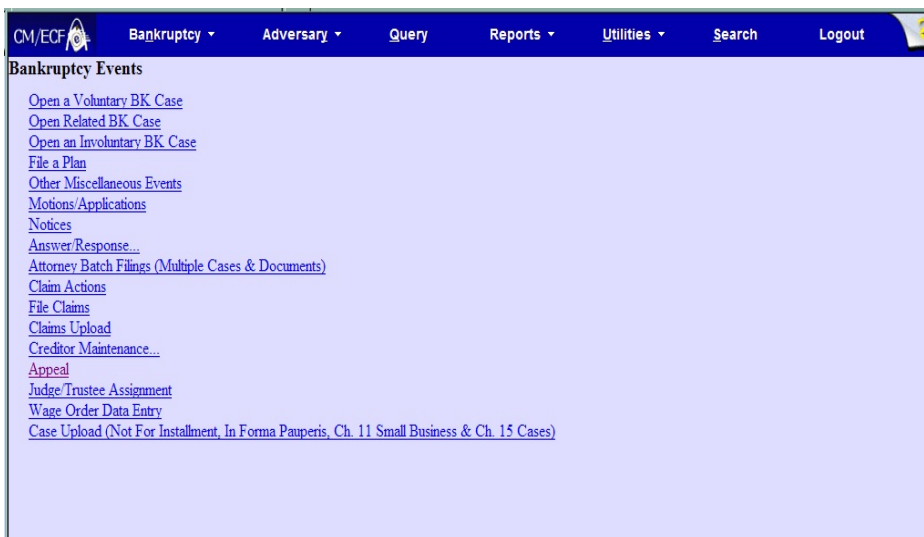 CM/ECF Bankruptcy Adversary Query Reports Utilities Search Logout
Bankruptcy Events
Open a Voluntary BK Case
Open Related BK Case
Open an Involuntary BK Case
File a Plan
Other Miscellaneous Events
Motions/Applications
Notices
Answer/Response...
Attorney Batch Filings (Multiple Cases & Documents)
Claim Actions
File Claims
Claims Upload
Creditor Maintenance...
Appeal
Judge/Trustee Assignment
Wage Order Data Entry
Case Upload (Not For Installment, In Forma Pauperis, Ch. 11 Small Business & Ch. 15 Cases)